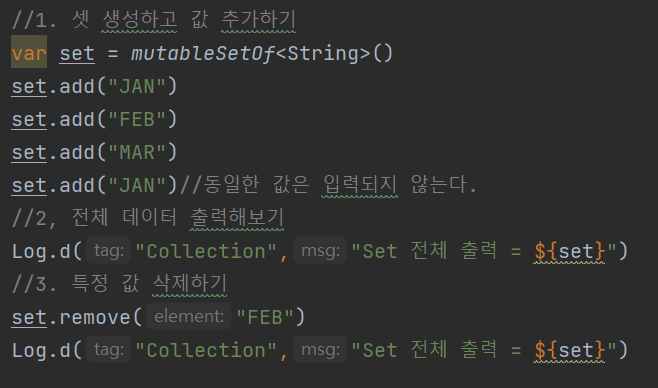 //1. 셋 생성하고 값 추가하기
var set = mutableSetOf<String>()
set.add("JAN")
set.add("FEB")
set.add("MAR")
set.add("JAN")//동일한 값은 입력되지 않는다.
//2, 전체 데이터 출력해보기
Log.d( tag: "Collection", msg: "Set 전체 출력 = ${set}")
//3. 특정 값 삭제하기
set.remove( element: "FEB")
Log.d( tag: "Collection", msg: "Set 전체 출력 = ${set}")